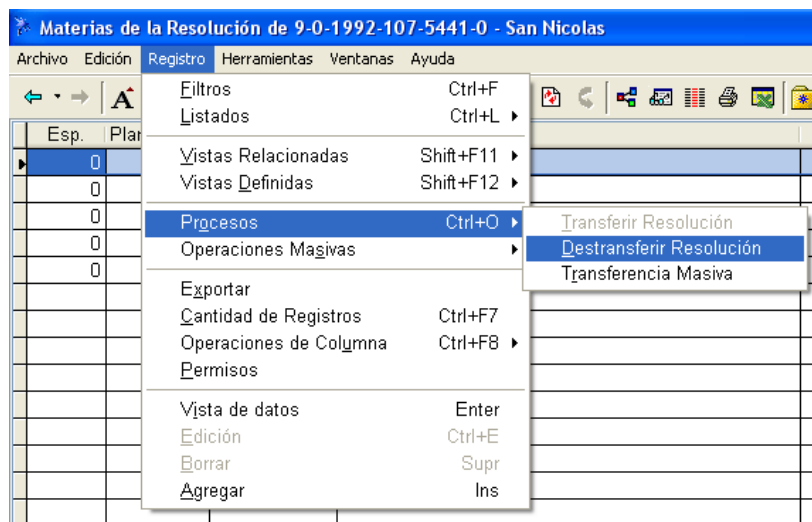 Materias de la Resolución de 9-0-1992-107-5441-0 - San Nicolas
Archivo Edición Registro Herramientas Ventanas Ayuda
Esp.
0
0
0
0
0
Filtros Ctrl+F
Listados Ctrl+L
Vistas Relacionadas Shift+F11
Vistas Definidas Shift+F12
Procesos Ctrl+O
Operaciones Masivas
Exportar
Cantidad de Registros Ctrl+F7
Operaciones de Columna Ctrl+F8
Permisos
Vista de datos Enter
Edición Ctrl+E
Borrar Supr
Agregar Ins
Transferir Resolución
Destransferir Resolución
Transferencia Masiva